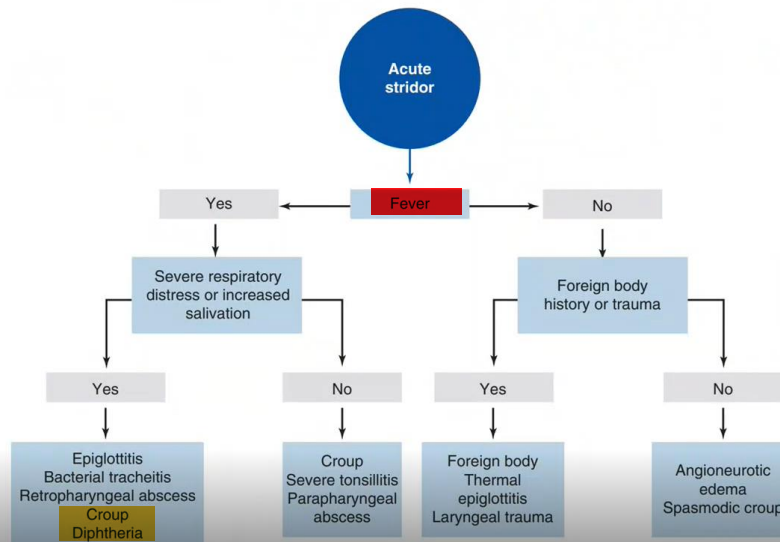 Acute
stridor
Yes
Fever
No
Severe respiratory
distress or increased
salivation
Foreign body
history or trauma
Yes
No
Yes
No
Epiglottitis
Bacterial tracheitis
Retropharyngeal abscess
Croup
Diphtheria
Croup
Severe tonsillitis
Parapharyngeal
abscess
Foreign body
Thermal
epiglottitis
Laryngeal trauma
Angioneurotic
edema
Spasmodic croup